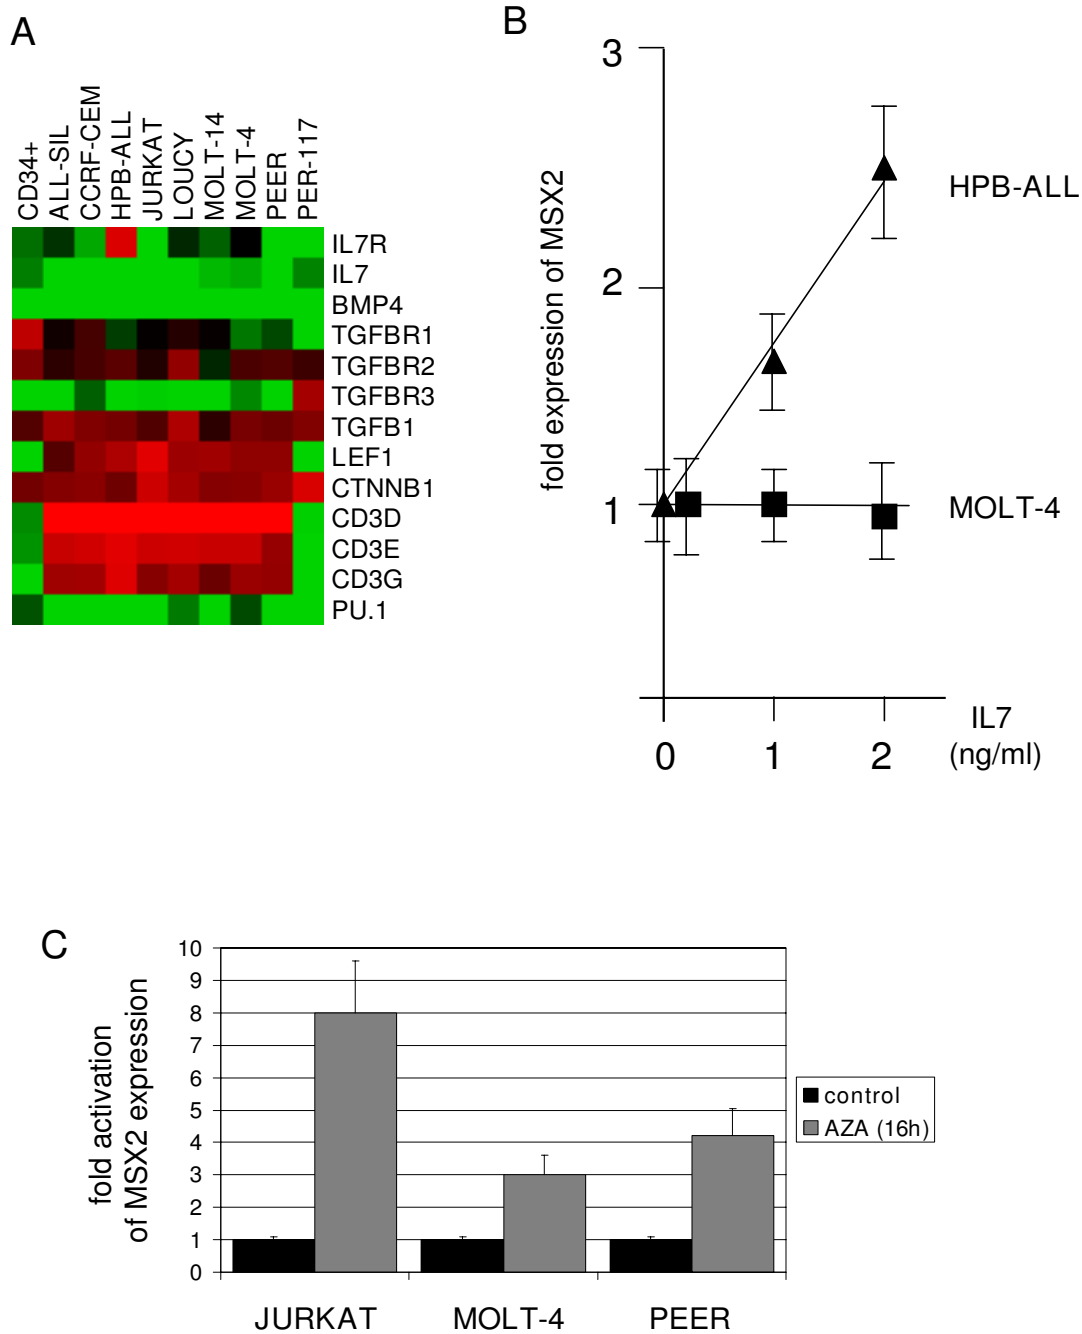 A
CD34+
ALL-SIL
CCRF-CEM
HPB-ALL
JURKAT
LOUCY
MOLT-14
MOLT-4
PEER
PER-117
IL7R
IL7
BMP4
TGFBR1
TGFBR2
TGFBR3
TGFB1
LEF1
CTNNB1
CD3D
CD3E
CD3G
PU.1
B
fold expression of MSX2
3
2
1
HPB-ALL
MOLT-4
0 1 2
IL7
(ng/ml)
C
fold activation
of MSX2 expression
10
9
8
7
6
5
4
3
2
1
0
JURKAT MOLT-4 PEER
control
AZA (16h)